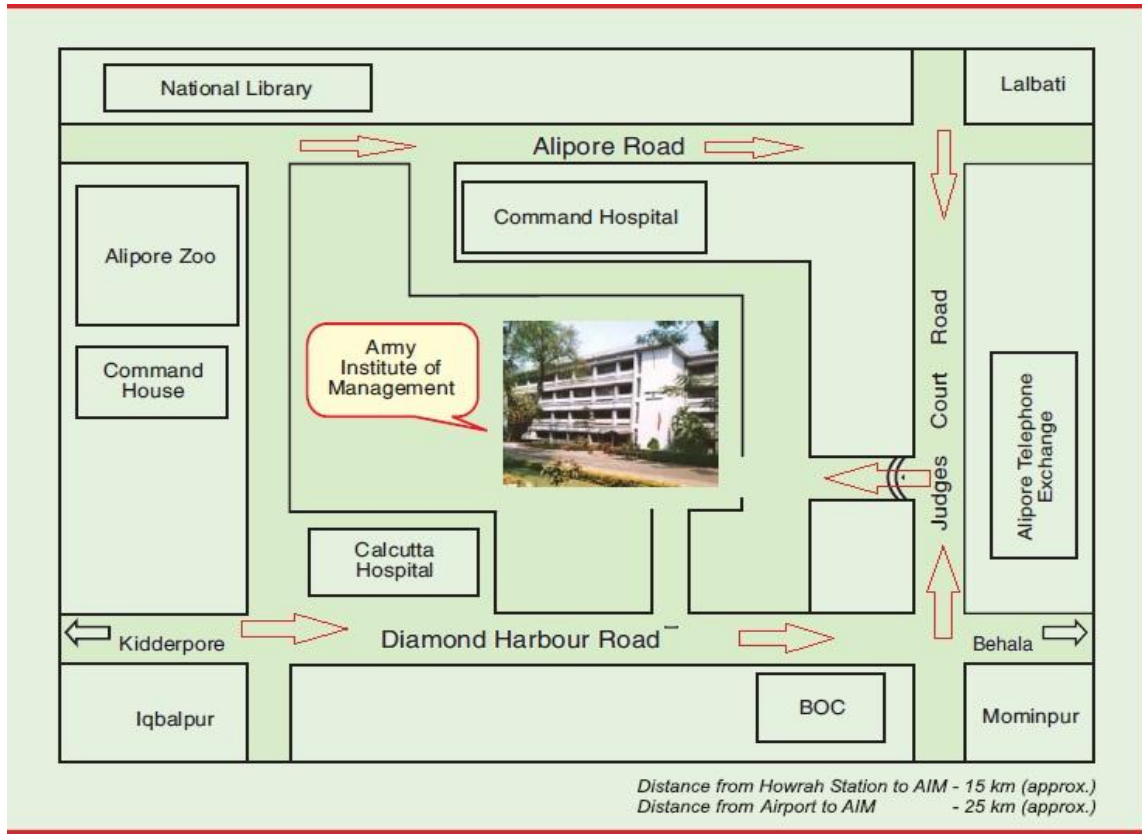 National Library
Lalbati
Alipore Road
Command Hospital
Alipore Zoo
Army
Institute of
Management
Command
House
Judges Court Road
Alipore Telephone
Exchange
Calcutta
Hospital
Kidderpore
Diamond Harbour Road
Behala
Iqbalpur
BOC
Mominpur
Distance from Howrah Station to AIM - 15 km (approx.)
Distance from Airport to AIM - 25 km (approx.)